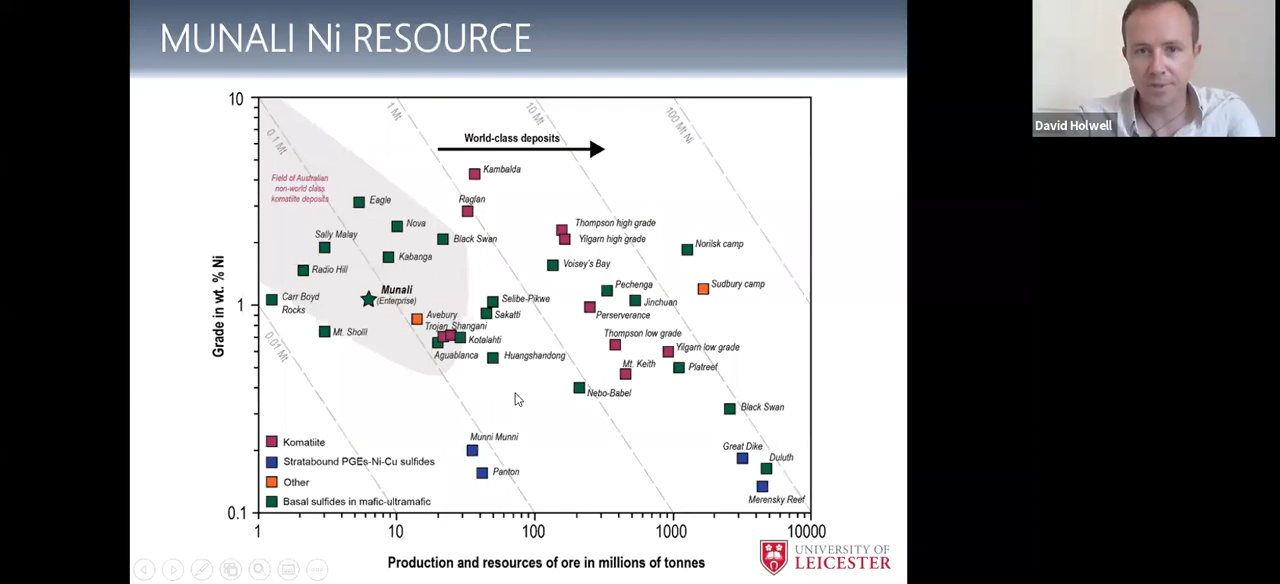 MUNALI Ni RESOURCE
David Holwell
10
0.1 Mt
1 Mt
10 Mt
100 Mt Ni
World-class deposits
Kambalda
Field of Australian
non-world class
komatiite deposits
Eagle
Raglan
Nova
Thompson high grade
Sally Malay
Black Swan
Yilgarn high grade
Norilsk camp
Kabanga
Radio Hill
Voisey's Bay
Munali
(Enterprise)
Pechenga
Sudbury camp
Carr Boyd
Rocks
Selibe-Pikwe
Jinchuan
1
Avebury
Sakatti
Perseverance
Trojan
Shangani
Mt. Sholll
Kotalahti
Thompson low grade
Yilgarn low grade
0.01 Mt
Aguablanca
Huangshandong
Mt. Keith
Platreef
Nebo-Babel
Black Swan
Grade in wt. % Ni
Munni Munni
Great Dike
Duluth
Panton
Merensky Reef
Komatiite
Stratabound PGEs-Ni-Cu sulfides
Other
Basal sulfides in mafic-ultramafic
0.1
1
10
100
1000
10000
Production and resources of ore in millions of tonnes
UNIVERSITY OF
LEICESTER